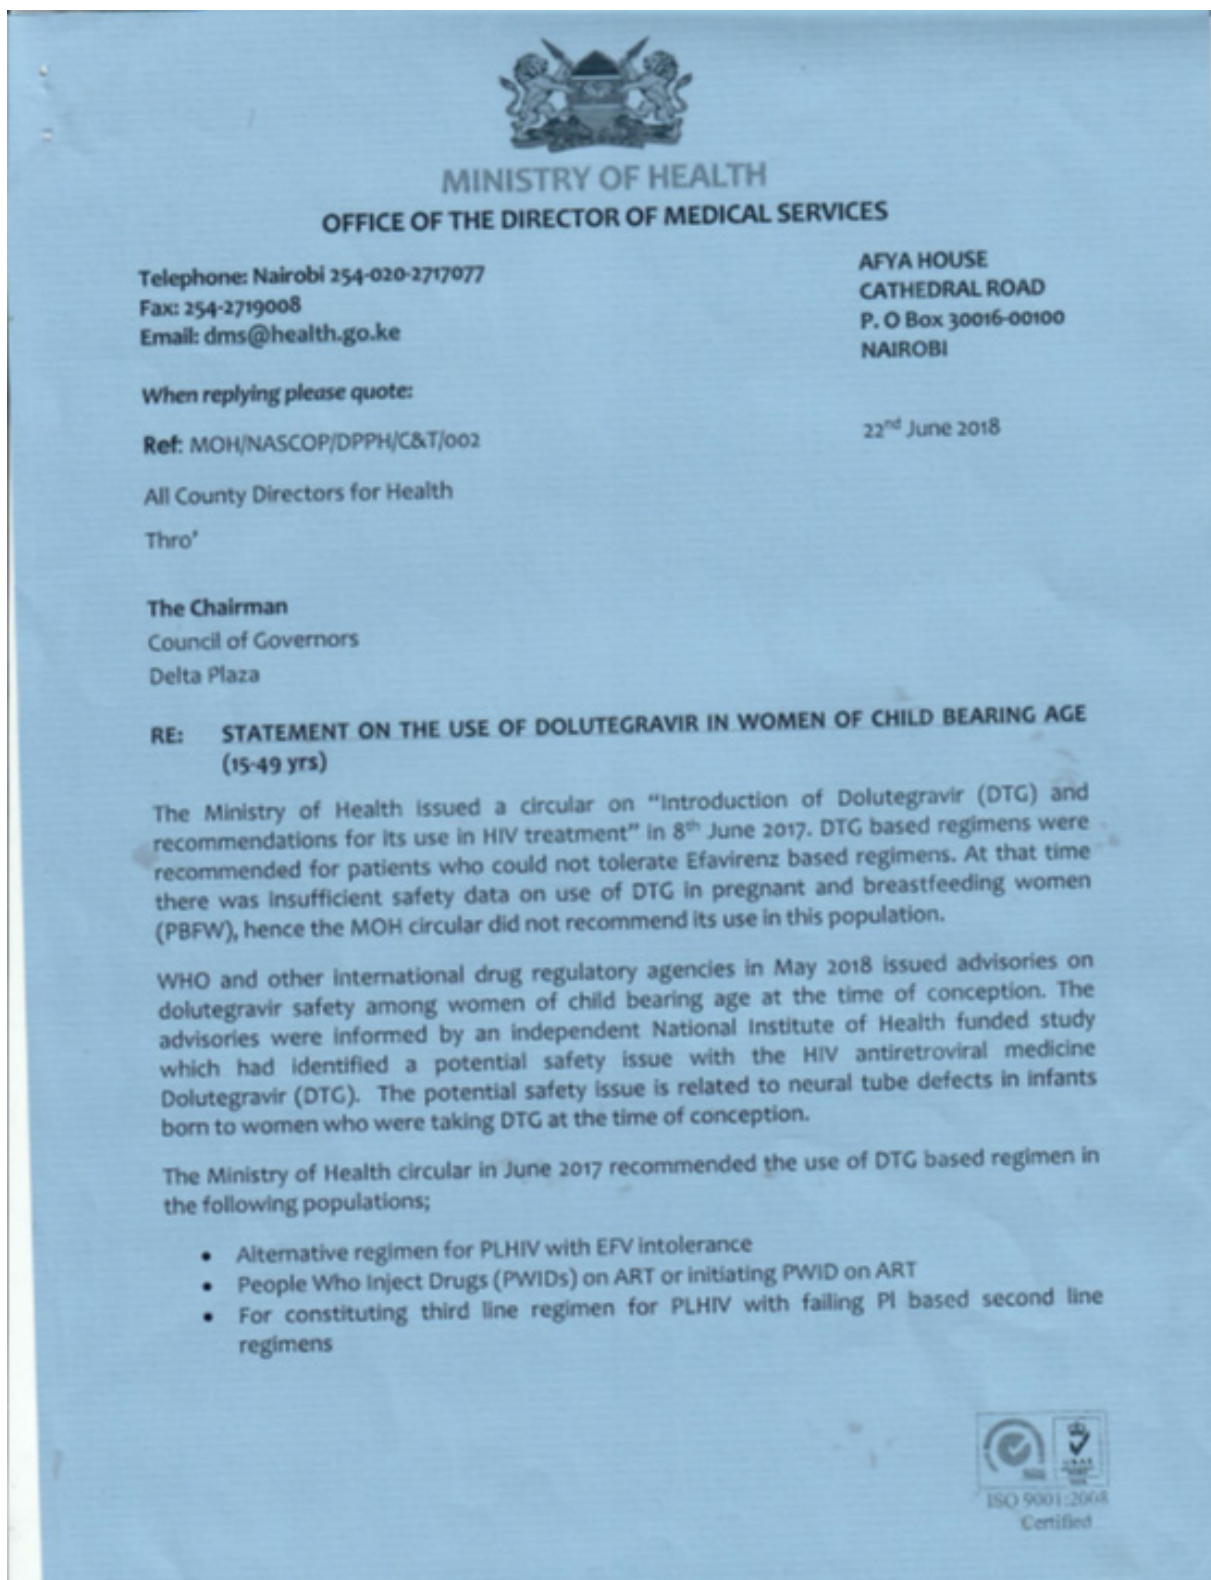 MINISTRY OF HEALTH
OFFICE OF THE DIRECTOR OF MEDICAL SERVICES
Telephone: Nairobi 254-020-2717077
Fax: 254-2719008
Email: dms@health.go.ke
AFYA HOUSE
CATHEDRAL ROAD
P. O Box 30016-00100
NAIROBI
When replying please quote:
Ref: MOH/NASCOP/DPPH/C&T/002
22nd June 2018
All County Directors for Health
Thro'
The Chairman
Council of Governors
Delta Plaza
RE: STATEMENT ON THE USE OF DOLUTEGRAVIR IN WOMEN OF CHILD BEARING AGE
(15-49 yrs)
The Ministry of Health issued a circular on "Introduction of Dolutegravir (DTG) and
recommendations for its use in HIV treatment" in 8th June 2017. DTG based regimens were
recommended for patients who could not tolerate Efavirenz based regimens. At that time
there was insufficient safety data on use of DTG in pregnant and breastfeeding women
(PBFW), hence the MOH circular did not recommend its use in this population.
WHO and other international drug regulatory agencies in May 2018 issued advisories on
dolutegravir safety among women of child bearing age at the time of conception. The
advisories were informed by an independent National Institute of Health funded study
which had identified a potential safety issue with the HIV antiretroviral medicine
Dolutegravir (DTG). The potential safety issue is related to neural tube defects in infants
born to women who were taking DTG at the time of conception.
The Ministry of Health circular in June 2017 recommended the use of DTG based regimen in
the following populations;
• Alternative regimen for PLHIV with EFV intolerance
• People Who Inject Drugs (PWIDs) on ART or initiating PWID on ART
• For constituting third line regimen for PLHIV with failing PI based second line
regimens
ISO 9001:2008
Certified